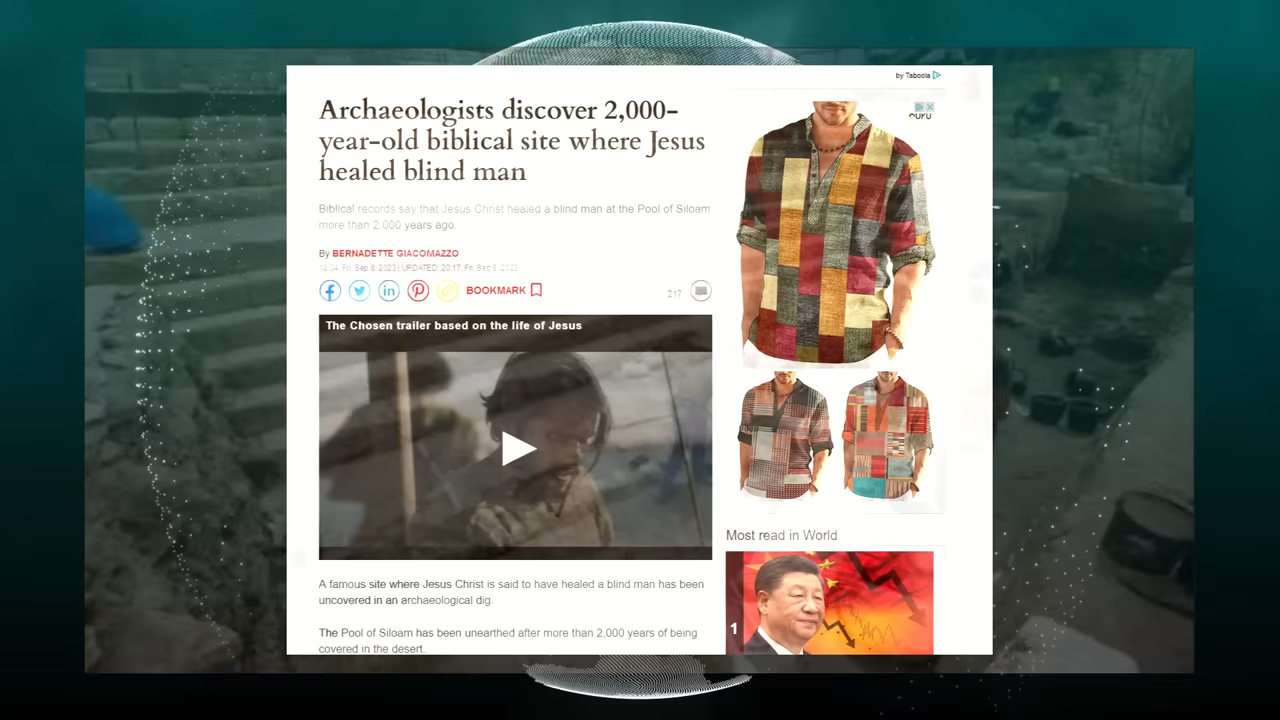 by Taboola
Archaeologists discover 2,000-
year-old biblical site where Jesus
healed blind man
Biblical records say that Jesus Christ healed a blind man at the Pool of Siloam
more than 2,000 years ago.
By BERNADETTE GIACOMAZZO
BOOKMARK
217
The Chosen trailer based on the life of Jesus
A famous site where Jesus Christ is said to have healed a blind man has been
uncovered in an archaeological dig.
The Pool of Siloam has been unearthed after more than 2,000 years of being
covered in the desert.
Most read in World
1